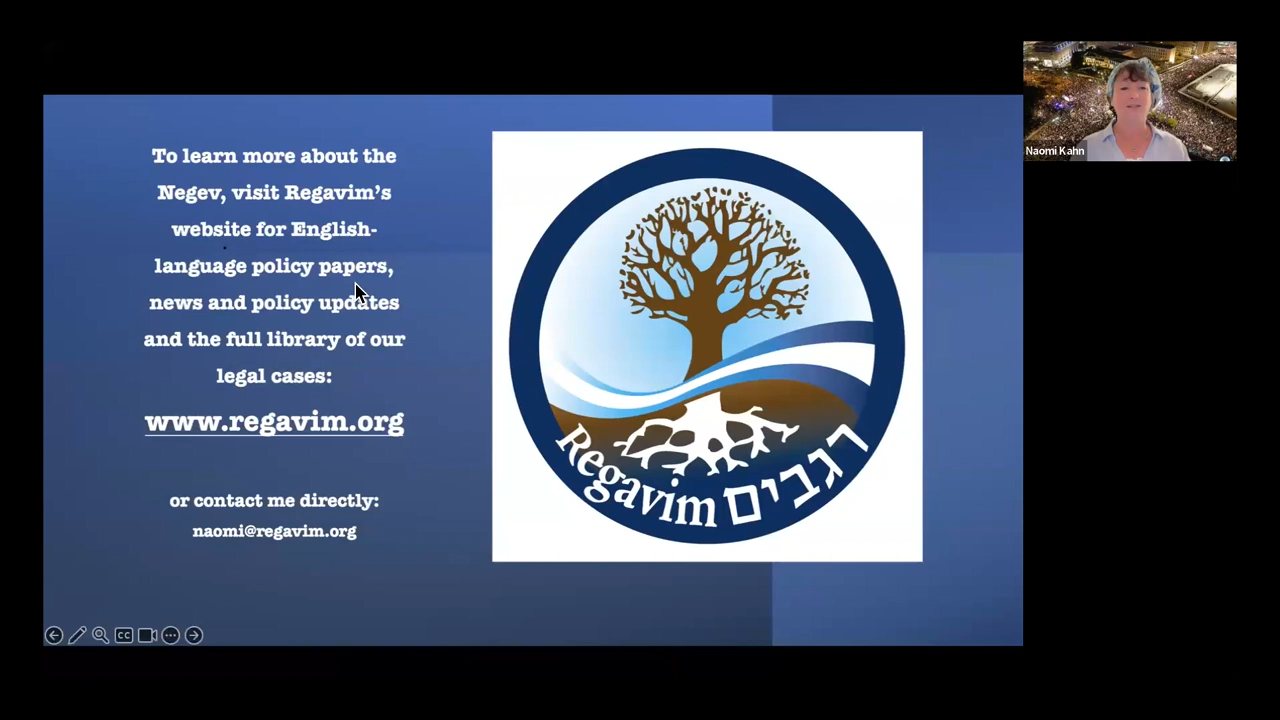 To learn more about the
Negev, visit Regavim’s
website for English-
language policy papers,
news and policy updates
and the full library of our
legal cases:
www.regavim.org
or contact me directly:
naomi@regavim.org
Regavim רגבים
Naomi Kahn
CC